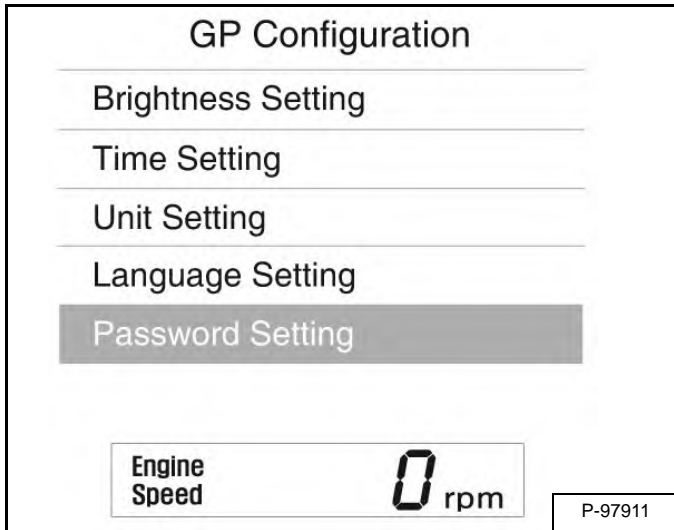 GP Configuration
Brightness Setting
Time Setting
Unit Setting
Language Setting
Password Setting
Engine
Speed
0 rpm
P-97911